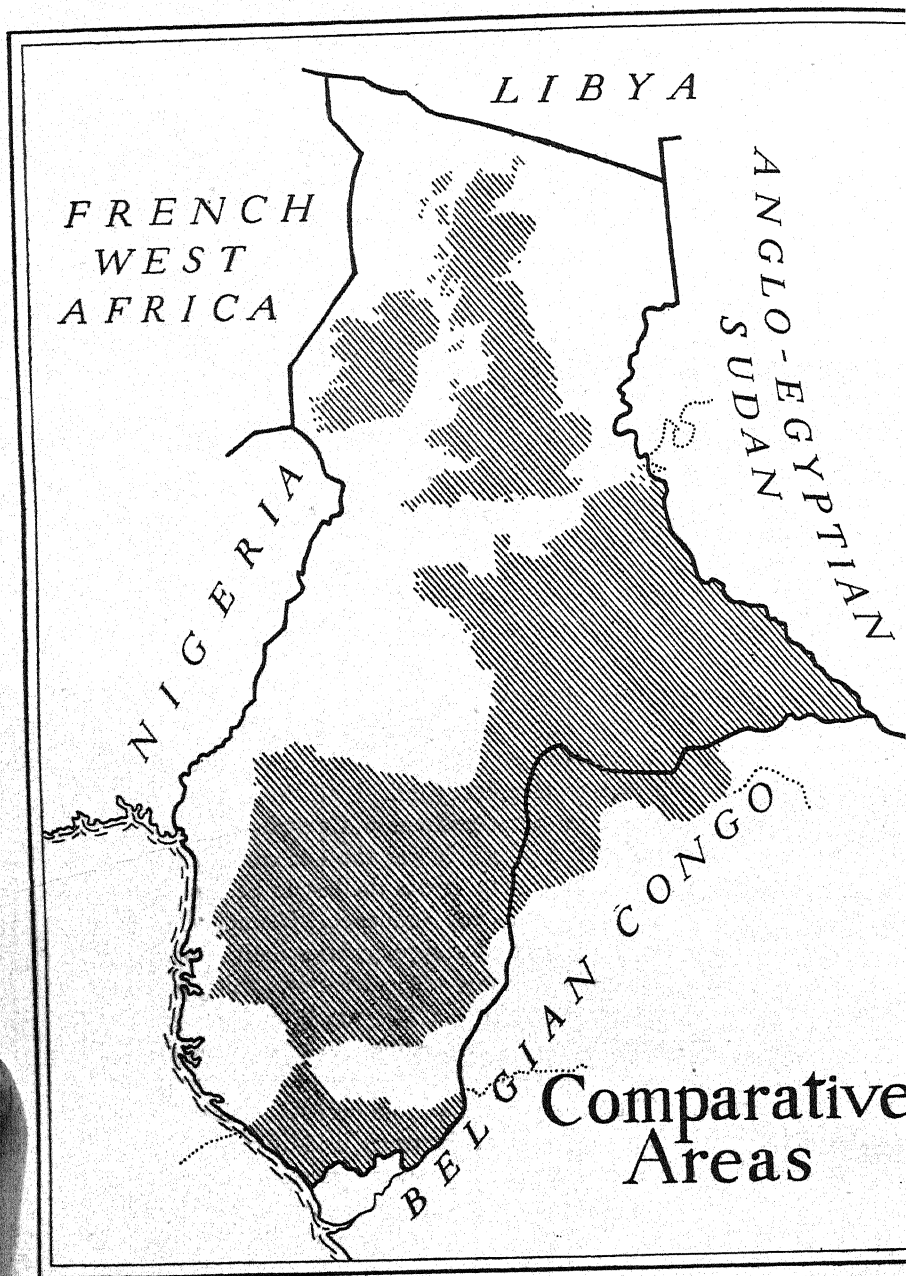 LIBYA
FRENCH
WEST
AFRICA
ANGLO-EGYPTIAN
SUDAN
NIGERIA
BELGIAN CONGO
Comparative
Areas